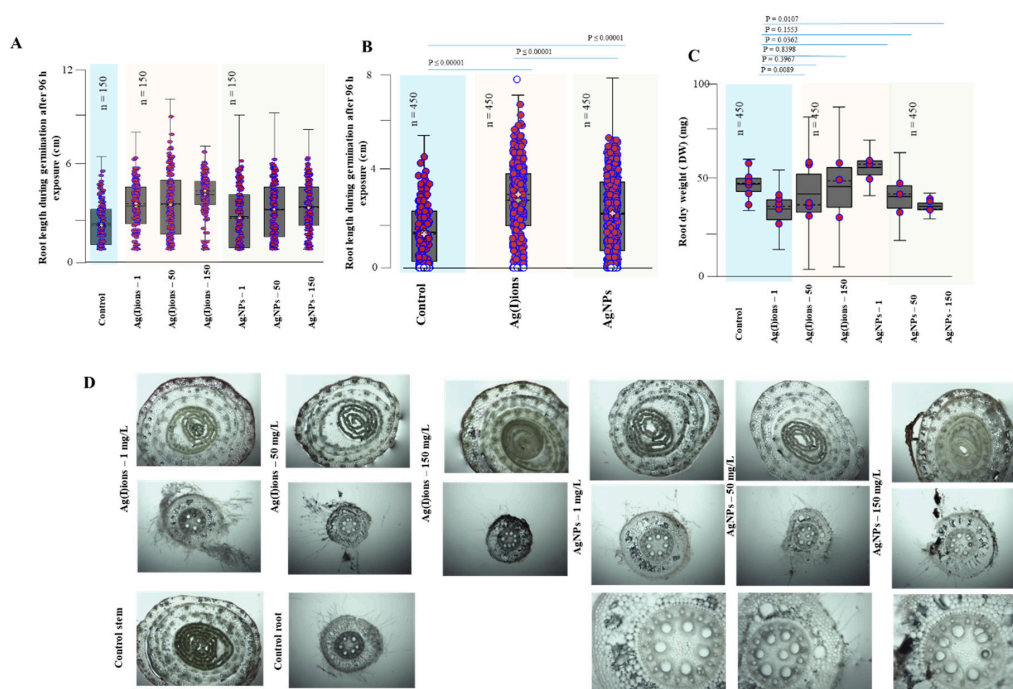 A
Root length during germination after 96 h
exposure (cm)
12
6
0
n = 150
n = 150
n = 150
Control
Ag(I)ions – 1
Ag(I)ions – 50
Ag(I)ions – 150
AgNPs – 1
AgNPs – 50
AgNPs - 150
B
P ≤ 0.00001
P ≤ 0.00001
P ≤ 0.00001
Root length during germination after 96 h
exposure (cm)
8
4
0
n = 450
n = 450
n = 450
Control
Ag(I)ions
AgNPs
C
P = 0.0107
P = 0.1553
P = 0.0362
P = 0.8398
P = 0.3967
P = 0.0089
Root dry weight (DW) (mg)
100
50
0
n = 450
n = 450
n = 450
Control
Ag(I)ions – 1
Ag(I)ions – 50
Ag(I)ions – 150
AgNPs – 1
AgNPs – 50
AgNPs - 150
D
Ag(I)ions – 1 mg/L
Ag(I)ions – 50 mg/L
Ag(I)ions – 150 mg/L
AgNPs – 1 mg/L
AgNPs – 50 mg/L
AgNPs – 150 mg/L
Control stem
Control root